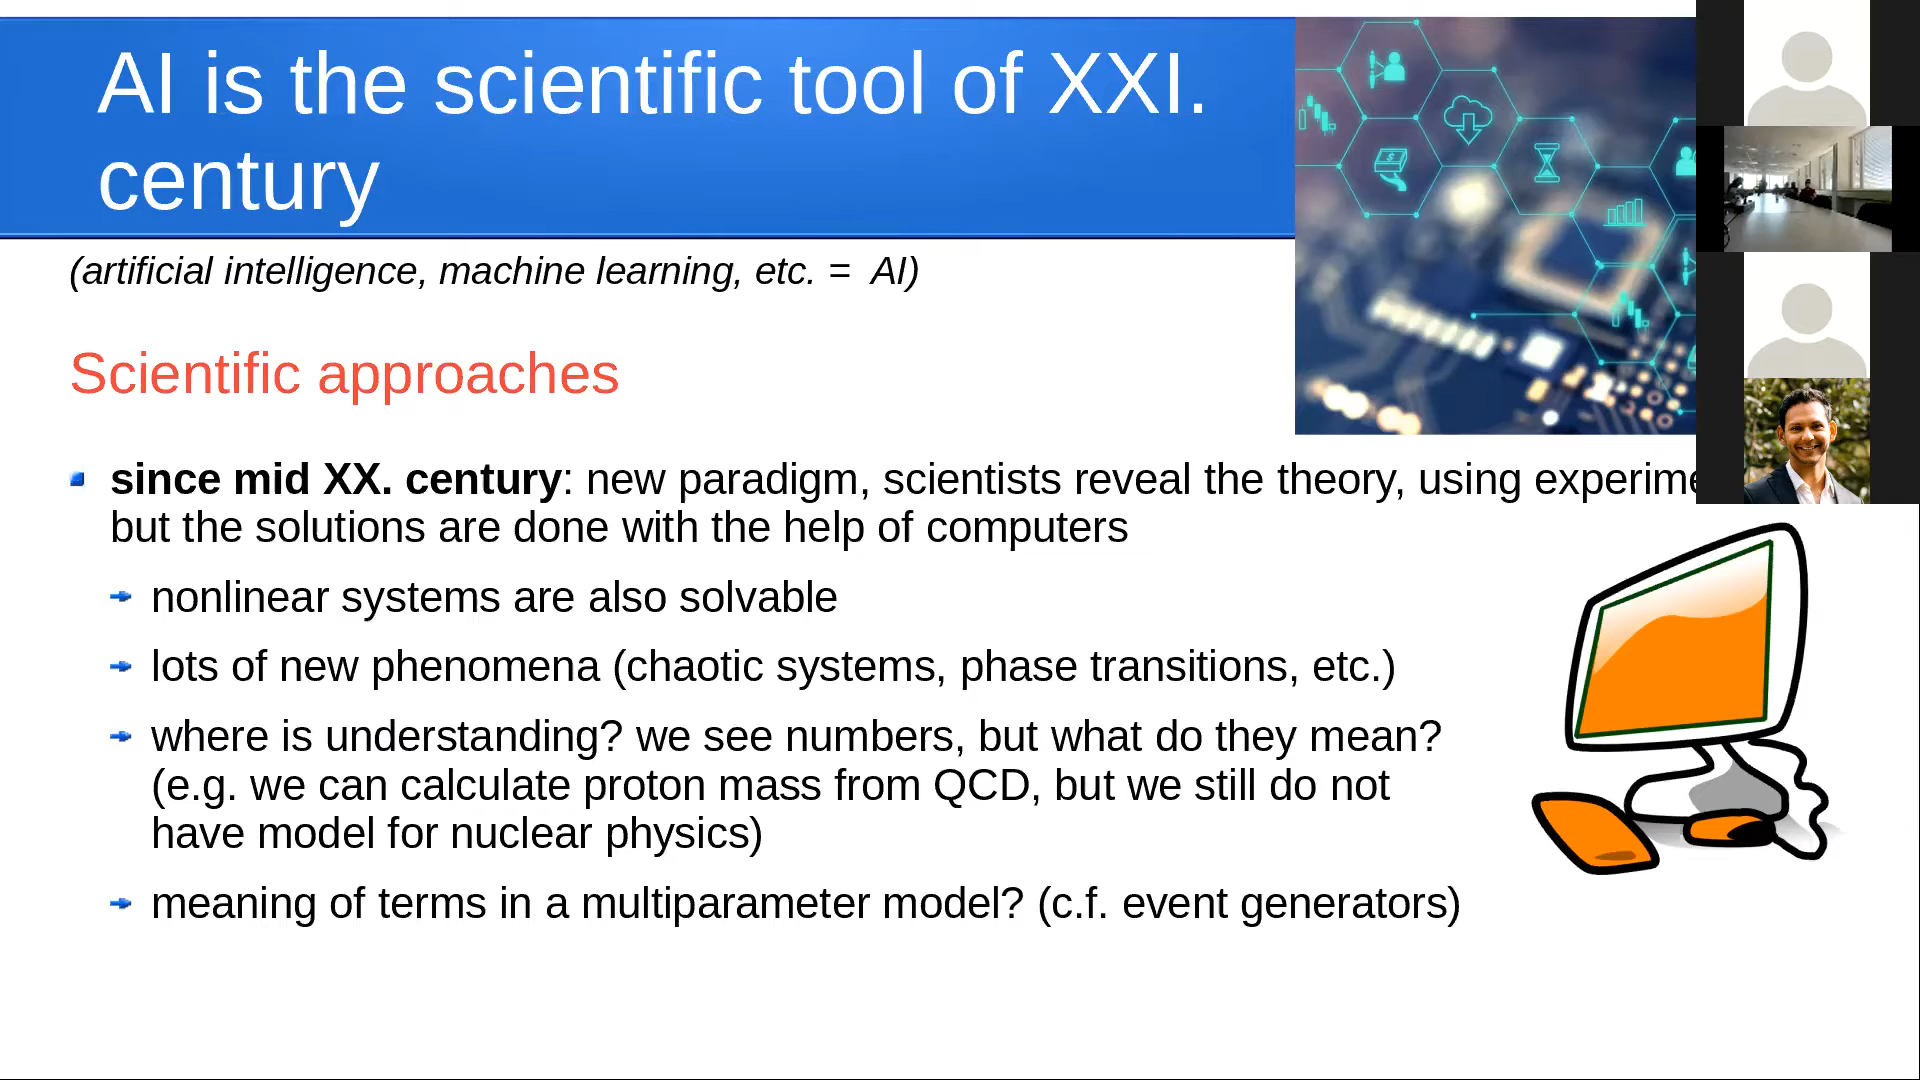 AI is the scientific tool of XXI.
century
(artificial intelligence, machine learning, etc. = AI)
Scientific approaches
since mid XX. century: new paradigm, scientists reveal the theory, using
but the solutions are done with the help of computers
nonlinear systems are also solvable
lots of new phenomena (chaotic systems, phase transitions, etc.)
where is understanding? we see numbers, but what do they mean?
(e.g. we can calculate proton mass from QCD, but we still do not
have model for nuclear physics)
meaning of terms in a multiparameter model? (c.f. event generators)